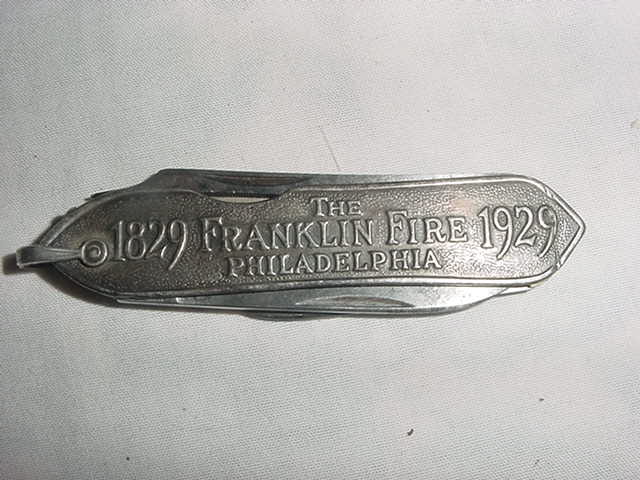 THE
1829 FRANKLIN FIRE 1929
PHILADELPHIA